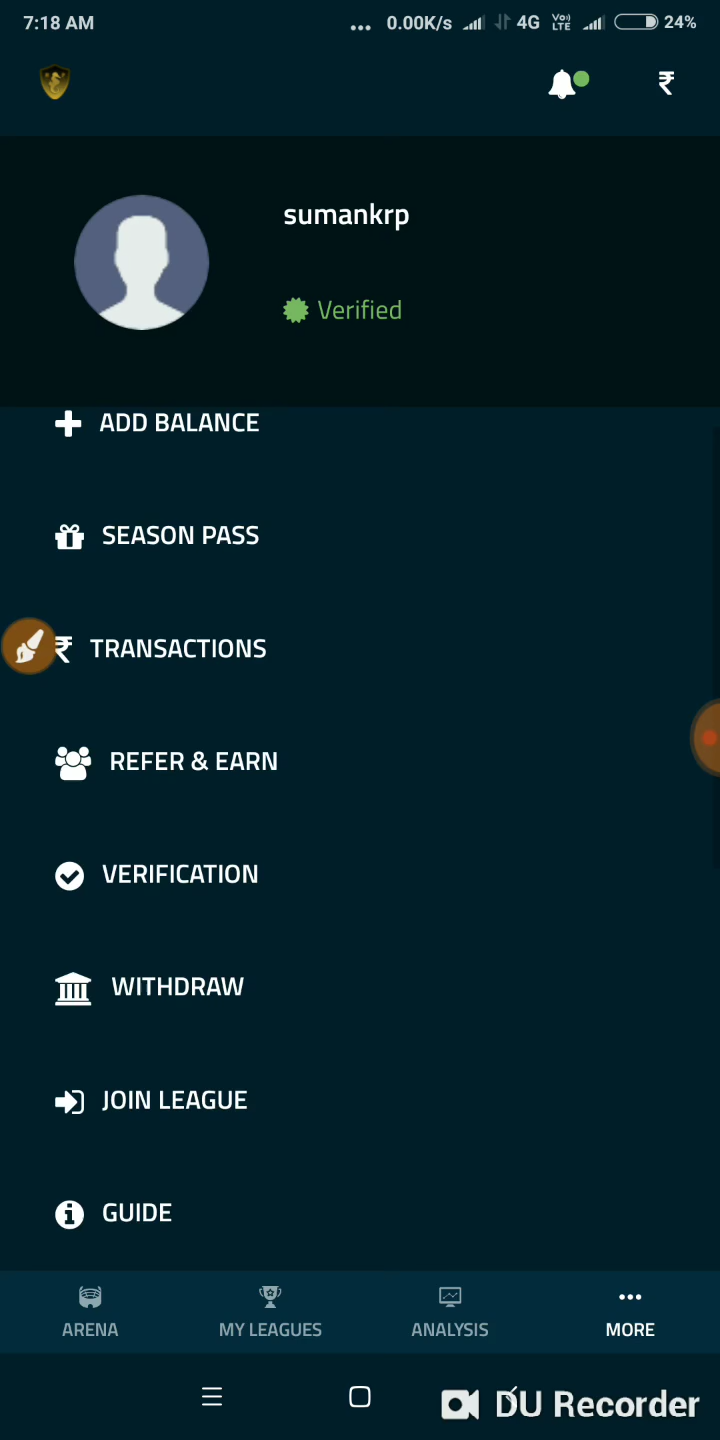 7:18 AM ... 0.00K/s 4G VoLTE 24%
₹
sumankrp
Verified
ADD BALANCE
SEASON PASS
₹ TRANSACTIONS
REFER & EARN
VERIFICATION
WITHDRAW
JOIN LEAGUE
GUIDE
ARENA MY LEAGUES ANALYSIS MORE
DU Recorder